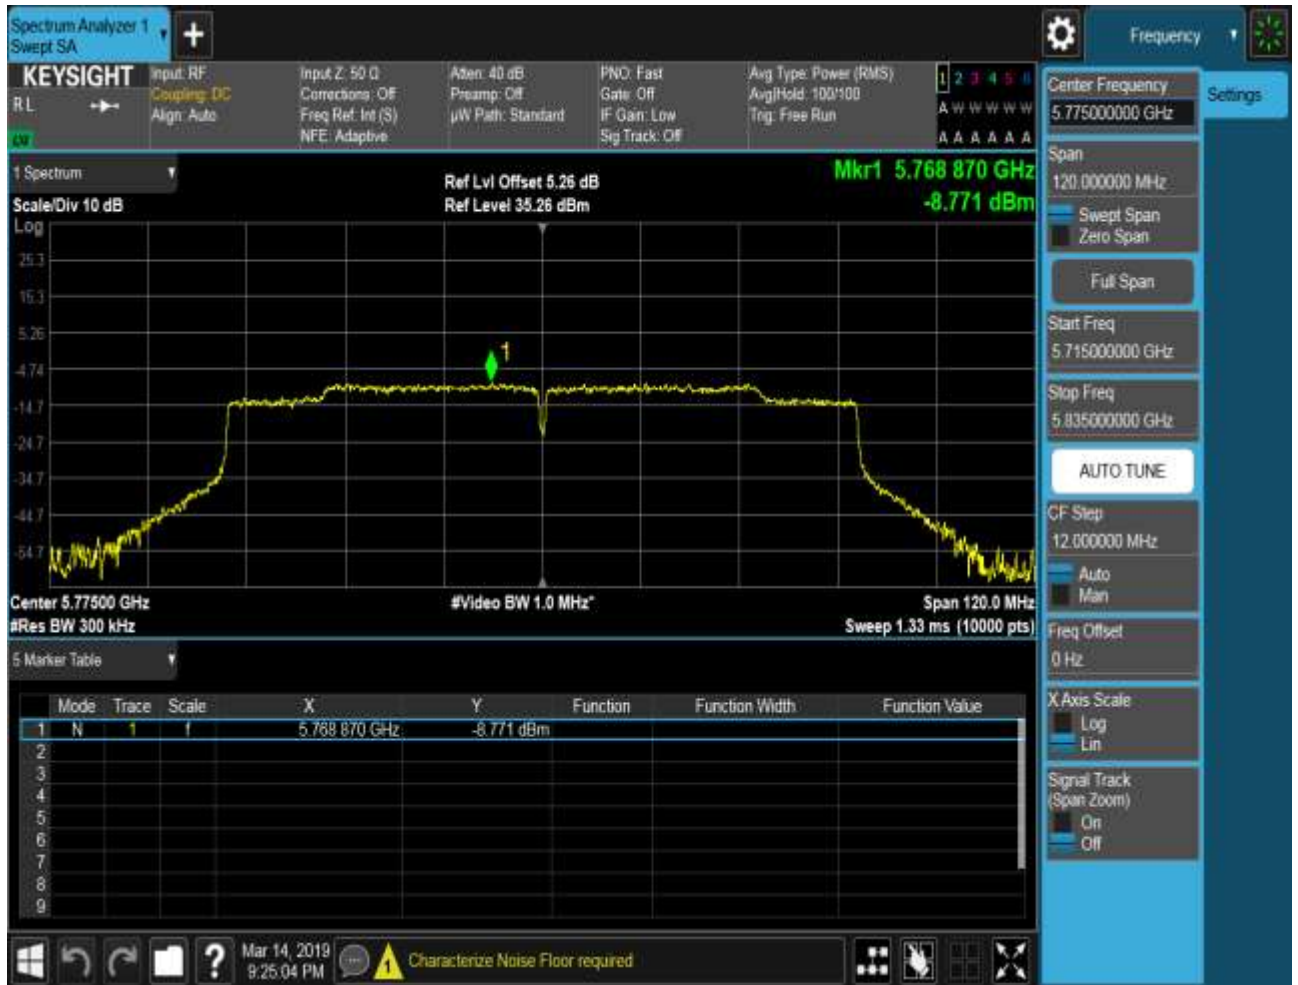 Spectrum Analyzer 1
Swept SA
Frequency
KEYSIGHT
RL
Input: RF
Coupling: DC
Align: Auto
Input Z: 50 Ω
Corrections: Off
Freq Ref: Int (S)
NFE: Adaptive
Atten: 40 dB
Preamp: Off
µW Path: Standard
PNO: Fast
Gate: Off
IF Gain: Low
Sig Track: Off
Avg Type: Power (RMS)
Avg|Hold: 100/100
Trig: Free Run
1 2 3 4 5 6
A W W W W W
A A A A A A
1 Spectrum
Scale/Div 10 dB
Ref Lvl Offset 5.26 dB
Ref Level 35.26 dBm
Mkr1 5.768 870 GHz
-8.771 dBm
Log
25.3
15.3
5.26
-4.74
-14.7
-24.7
-34.7
-44.7
-54.7
1
Center 5.77500 GHz
#Res BW 300 kHz
#Video BW 1.0 MHz*
Span 120.0 MHz
Sweep 1.33 ms (10000 pts)
5 Marker Table
Mode Trace Scale X Y Function Function Width Function Value
1 N 1 f 5.768 870 GHz -8.771 dBm
2
3
4
5
6
7
8
9
Center Frequency
5.775000000 GHz
Settings
Span
120.000000 MHz
Swept Span
Zero Span
Full Span
Start Freq
5.715000000 GHz
Stop Freq
5.835000000 GHz
AUTO TUNE
CF Step
12.000000 MHz
Auto
Man
Freq Offset
0 Hz
X Axis Scale
Log
Lin
Signal Track
(Span Zoom)
On
Off
?
Mar 14, 2019
9:25:04 PM
1
Characterize Noise Floor required